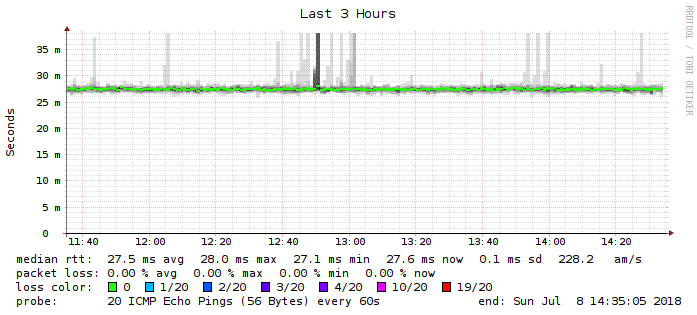 Last 3 Hours
RRDTOOL / TOBI OETIKER
Seconds
35 m
30 m
25 m
20 m
15 m
10 m
5 m
0
11:40 12:00 12:20 12:40 13:00 13:20 13:40 14:00 14:20
median rtt: 27.5 ms avg 28.0 ms max 27.1 ms min 27.6 ms now 0.1 ms sd 228.2 am/s
packet loss: 0.00 % avg 0.00 % max 0.00 % min 0.00 % now
loss color: 0 1/20 2/20 3/20 4/20 10/20 19/20
probe: 20 ICMP Echo Pings (56 Bytes) every 60s end: Sun Jul 8 14:35:05 2018